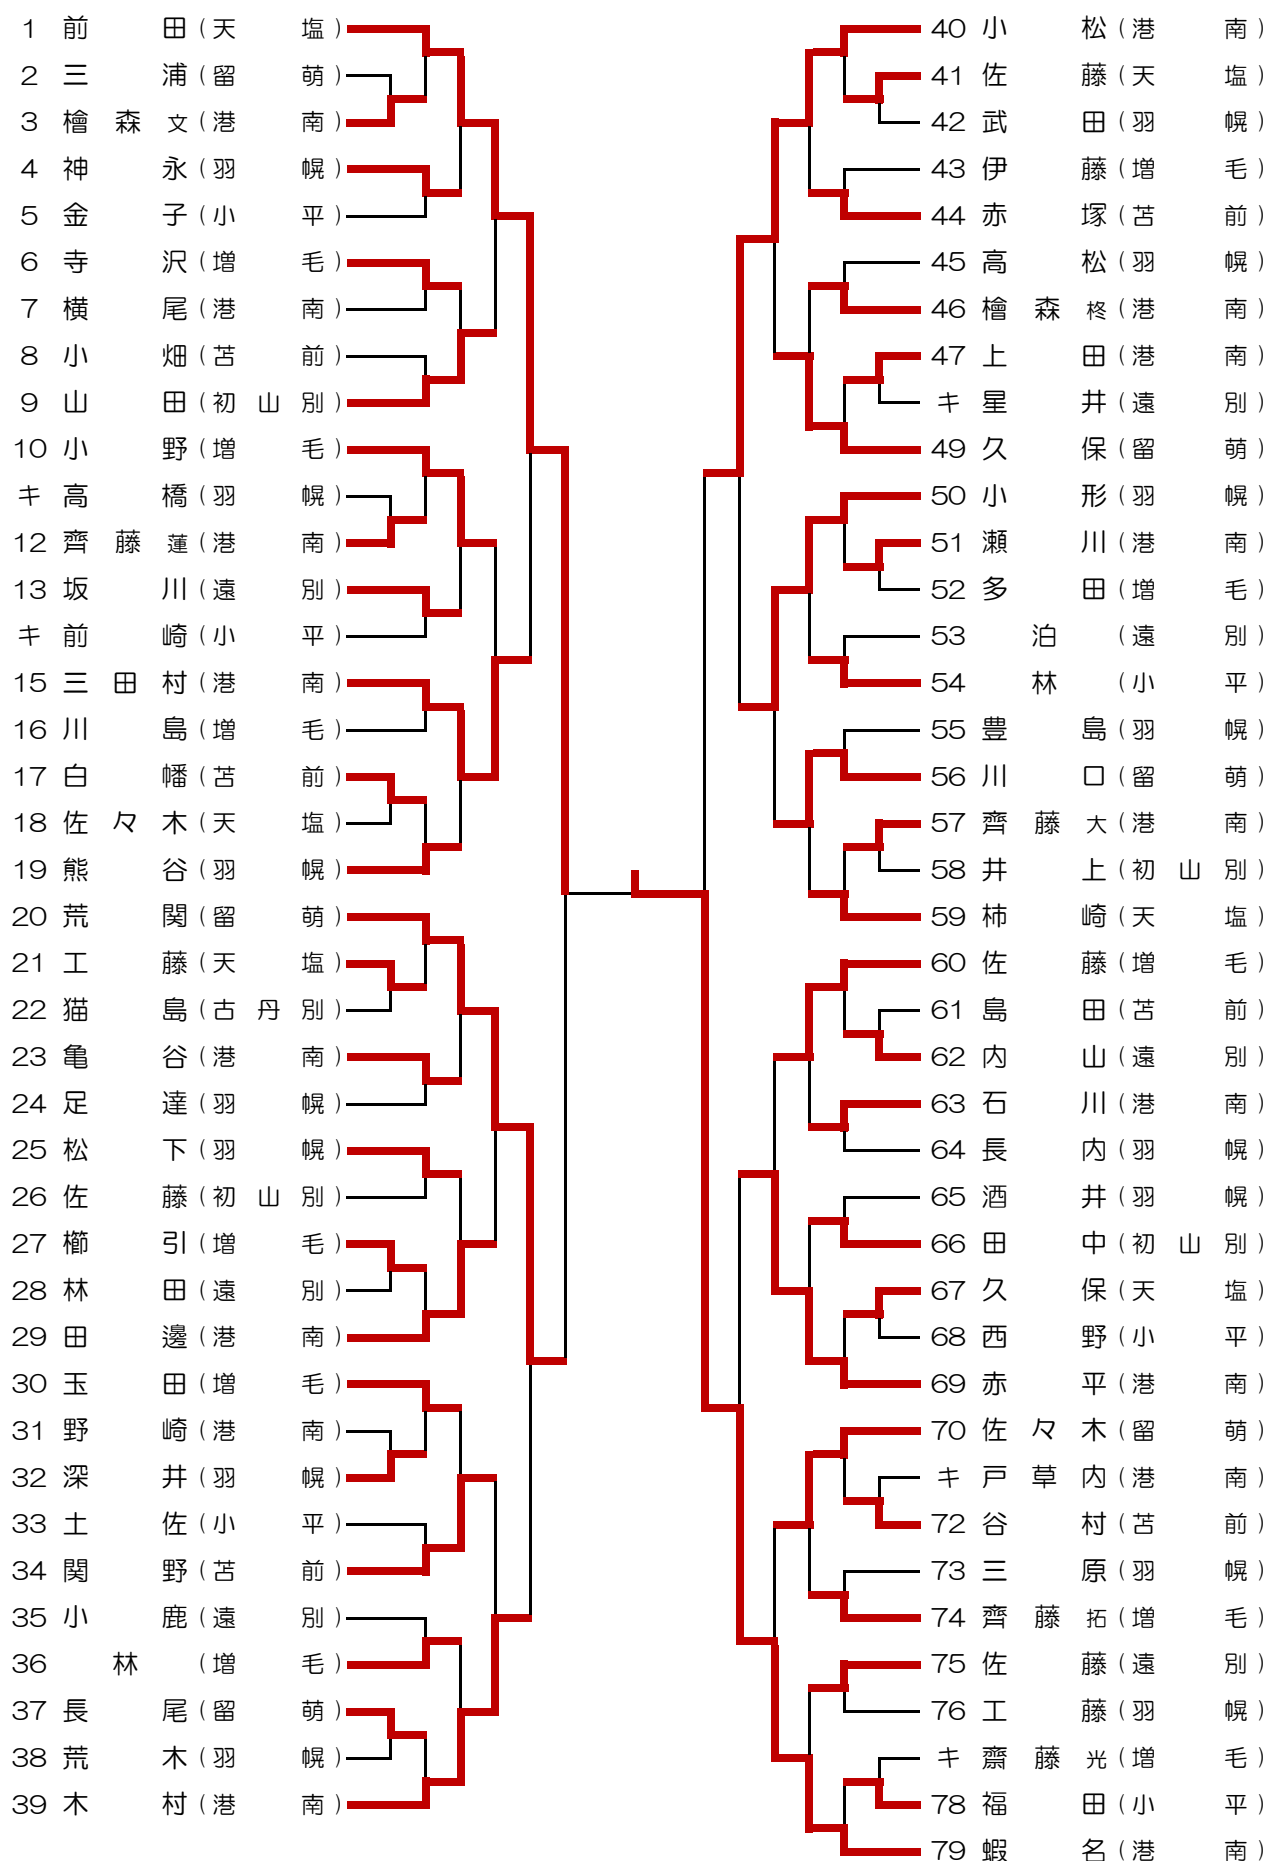 1 前田(天塩)
2 三浦(留萌)
3 檜森文(港南)
4 神永(羽幌)
5 金子(小平)
6 寺沢(増毛)
7 横尾(港南)
8 小畑(苫前)
9 山田(初山別)
10 小野(増毛)
キ 高橋(羽幌)
12 齊藤蓮(港南)
13 坂川(遠別)
キ 前崎(小平)
15 三田村(港南)
16 川島(増毛)
17 白幡(苫前)
18 佐々木(天塩)
19 熊谷(羽幌)
20 荒関(留萌)
21 工藤(天塩)
22 猫島(古丹別)
23 亀谷(港南)
24 足達(羽幌)
25 松下(羽幌)
26 佐藤(初山別)
27 櫛引(増毛)
28 林田(遠別)
29 田邊(港南)
30 玉田(増毛)
31 野崎(港南)
32 深井(羽幌)
33 土佐(小平)
34 関野(苫前)
35 小鹿(遠別)
36 林(増毛)
37 長尾(留萌)
38 荒木(羽幌)
39 木村(港南)
40 小松(港南)
41 佐藤(天塩)
42 武田(羽幌)
43 伊藤(増毛)
44 赤塚(苫前)
45 高松(羽幌)
46 檜森柊(港南)
47 上田(港南)
キ 星井(遠別)
49 久保(留萌)
50 小形(羽幌)
51 瀬川(港南)
52 多田(増毛)
53 泊(遠別)
54 林(小平)
55 豊島(羽幌)
56 川口(留萌)
57 齊藤大(港南)
58 井上(初山別)
59 柿崎(天塩)
60 佐藤(増毛)
61 島田(苫前)
62 内山(遠別)
63 石川(港南)
64 長内(羽幌)
65 酒井(羽幌)
66 田中(初山別)
67 久保(天塩)
68 西野(小平)
69 赤平(港南)
70 佐々木(留萌)
キ 戸草内(港南)
72 谷村(苫前)
73 三原(羽幌)
74 齊藤拓(増毛)
75 佐藤(遠別)
76 工藤(羽幌)
キ 齋藤光(増毛)
78 福田(小平)
79 蝦名(港南)